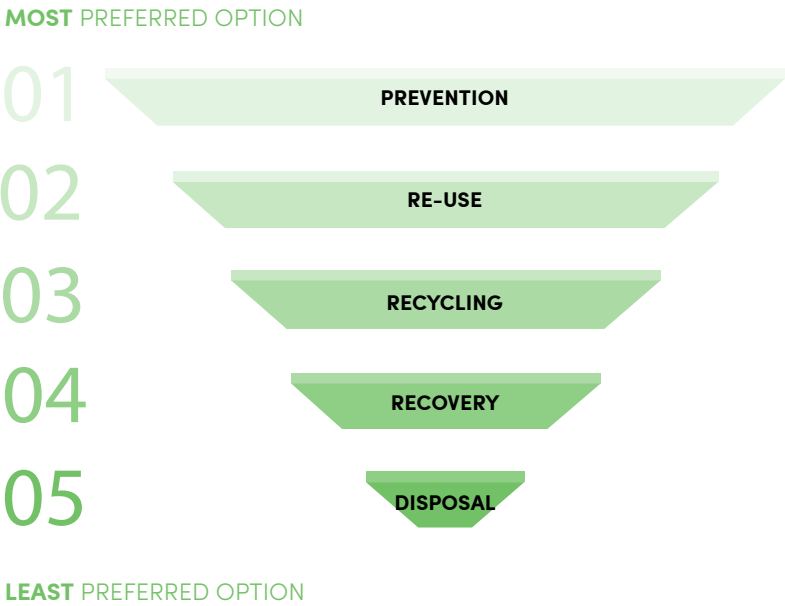 MOST PREFERRED OPTION
01
PREVENTION
02
RE-USE
03
RECYCLING
04
RECOVERY
05
DISPOSAL
LEAST PREFERRED OPTION